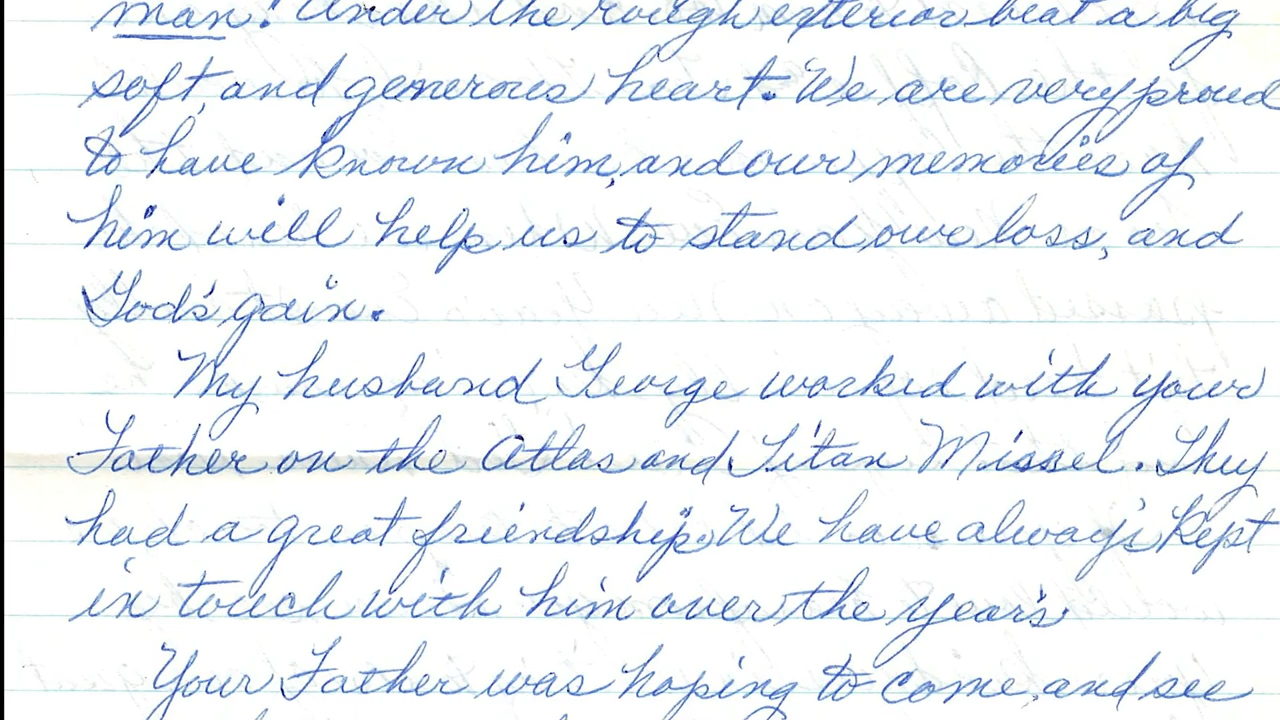 man! Under the rough exterior beat a big
soft, and generous heart. We are very proud
to have known him, and our memories of
him will help us to stand our loss, and
God's gain.
My husband George worked with your
Father on the Atlas and Titan Missel. They
had a great friendship. We have always kept
in touch with him over the year's.
Your Father was hoping to come, and see